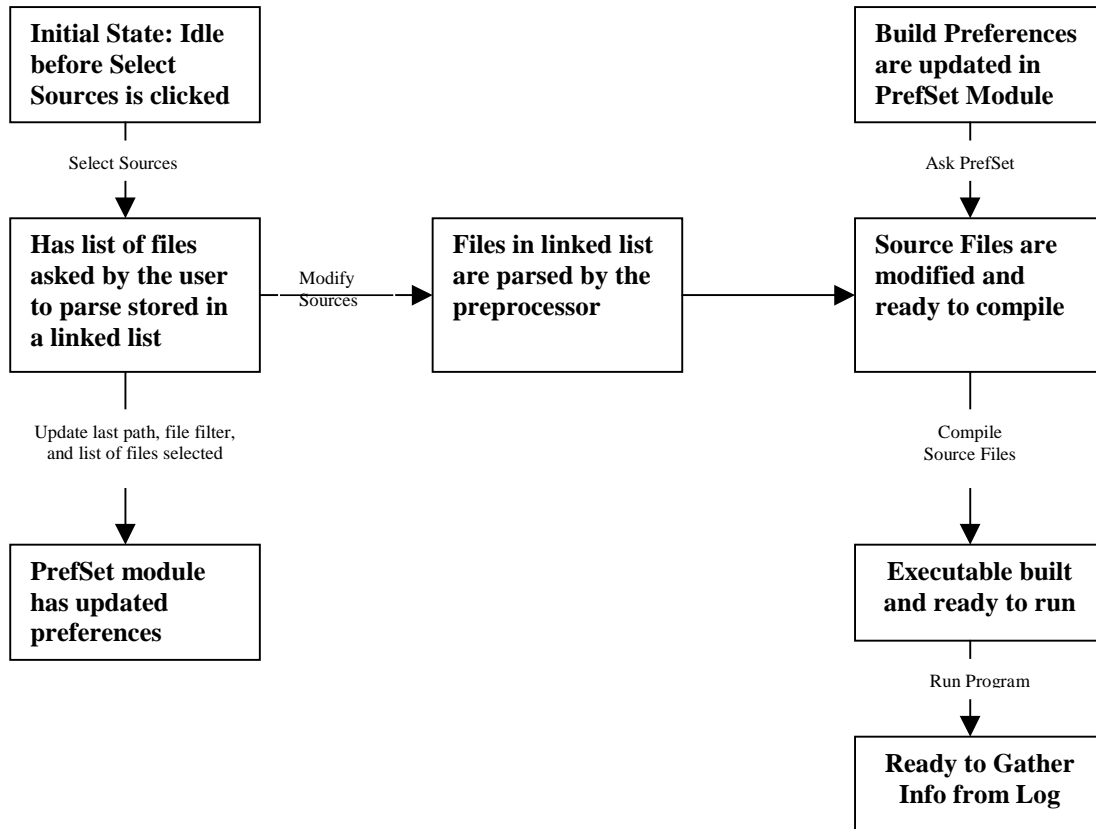 Initial State: Idle
before Select
Sources is clicked
Build Preferences
are updated in
PrefSet Module
Select Sources
Ask PrefSet
Has list of files
asked by the user
to parse stored in
a linked list
Modify
Sources
Files in linked list
are parsed by the
preprocessor
Source Files are
modified and
ready to compile
Update last path, file filter,
and list of files selected
Compile
Source Files
PrefSet module
has updated
preferences
Executable built
and ready to run
Run Program
Ready to Gather
Info from Log